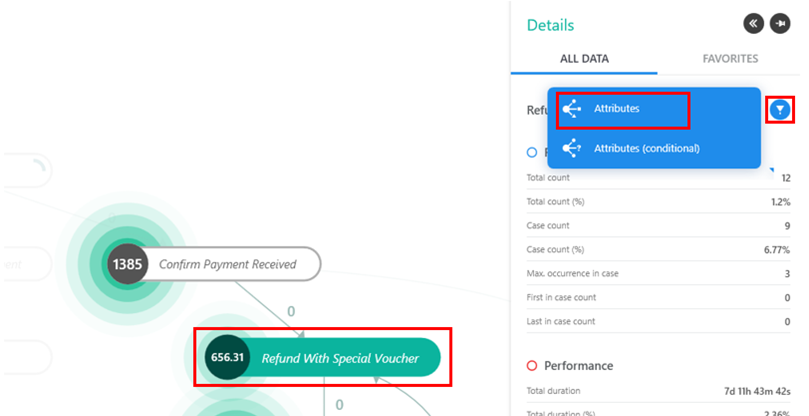 Details
ALL DATA
FAVORITES
Attributes
Attributes (conditional)
Total count 12
Total count (%) 1.2%
Case count 9
Case count (%) 6.77%
Max. occurrence in case 3
First in case count 0
Last in case count 0
Performance
Total duration 7d 11h 43m 42s
Total duration (%) 2.36%
1385 Confirm Payment Received
0
656.31 Refund With Special Voucher
0